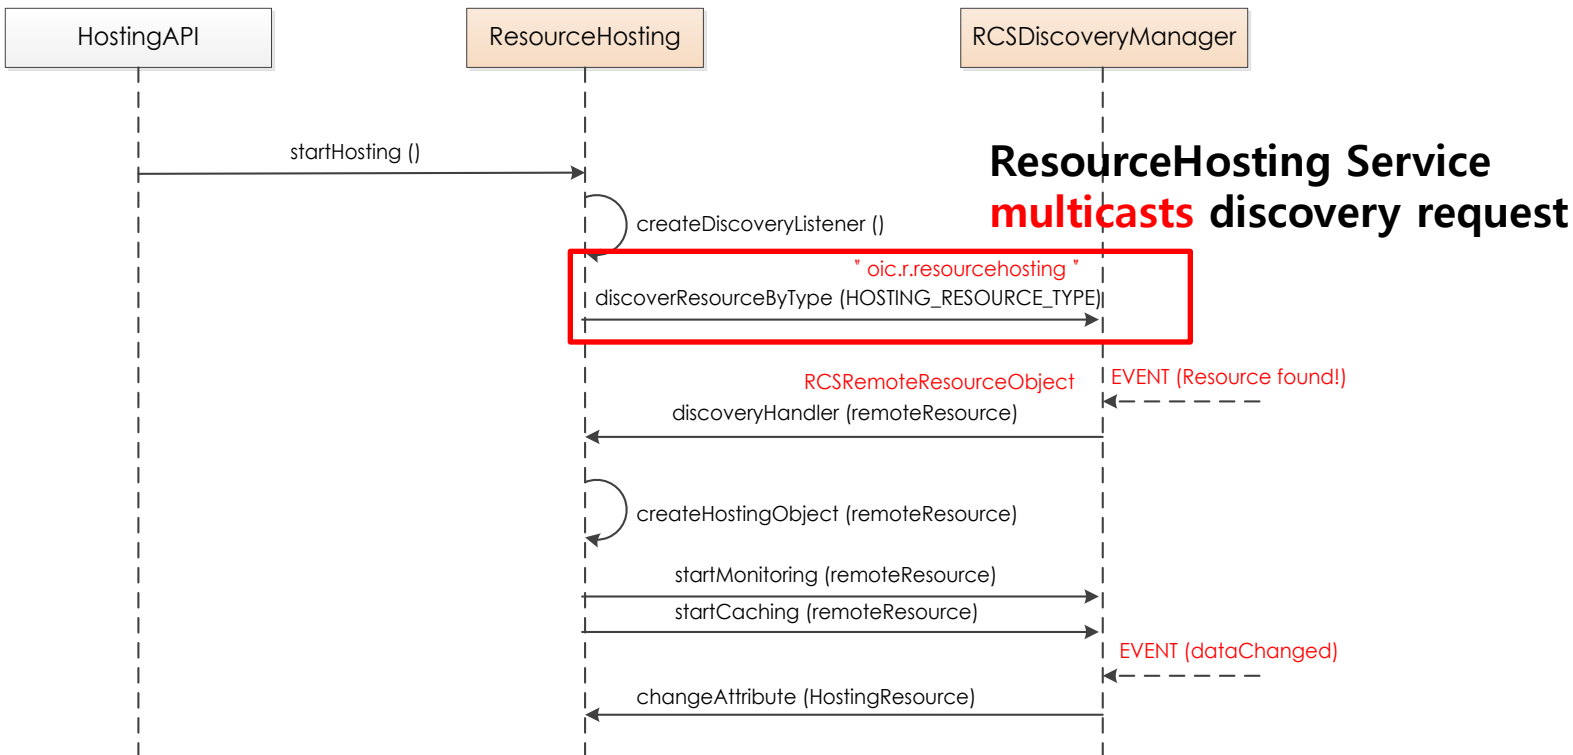 HostingAPI
ResourceHosting
RCSDiscoveryManager
startHosting ()
ResourceHosting Service
multicasts discovery request
createDiscoveryListener ()
" oic.r.resourcehosting "
discoverResourceByType (HOSTING_RESOURCE_TYPE)
RCSRemoteResourceObject
EVENT (Resource found!)
discoveryHandler (remoteResource)
createHostingObject (remoteResource)
startMonitoring (remoteResource)
startCaching (remoteResource)
EVENT (dataChanged)
changeAttribute (HostingResource)